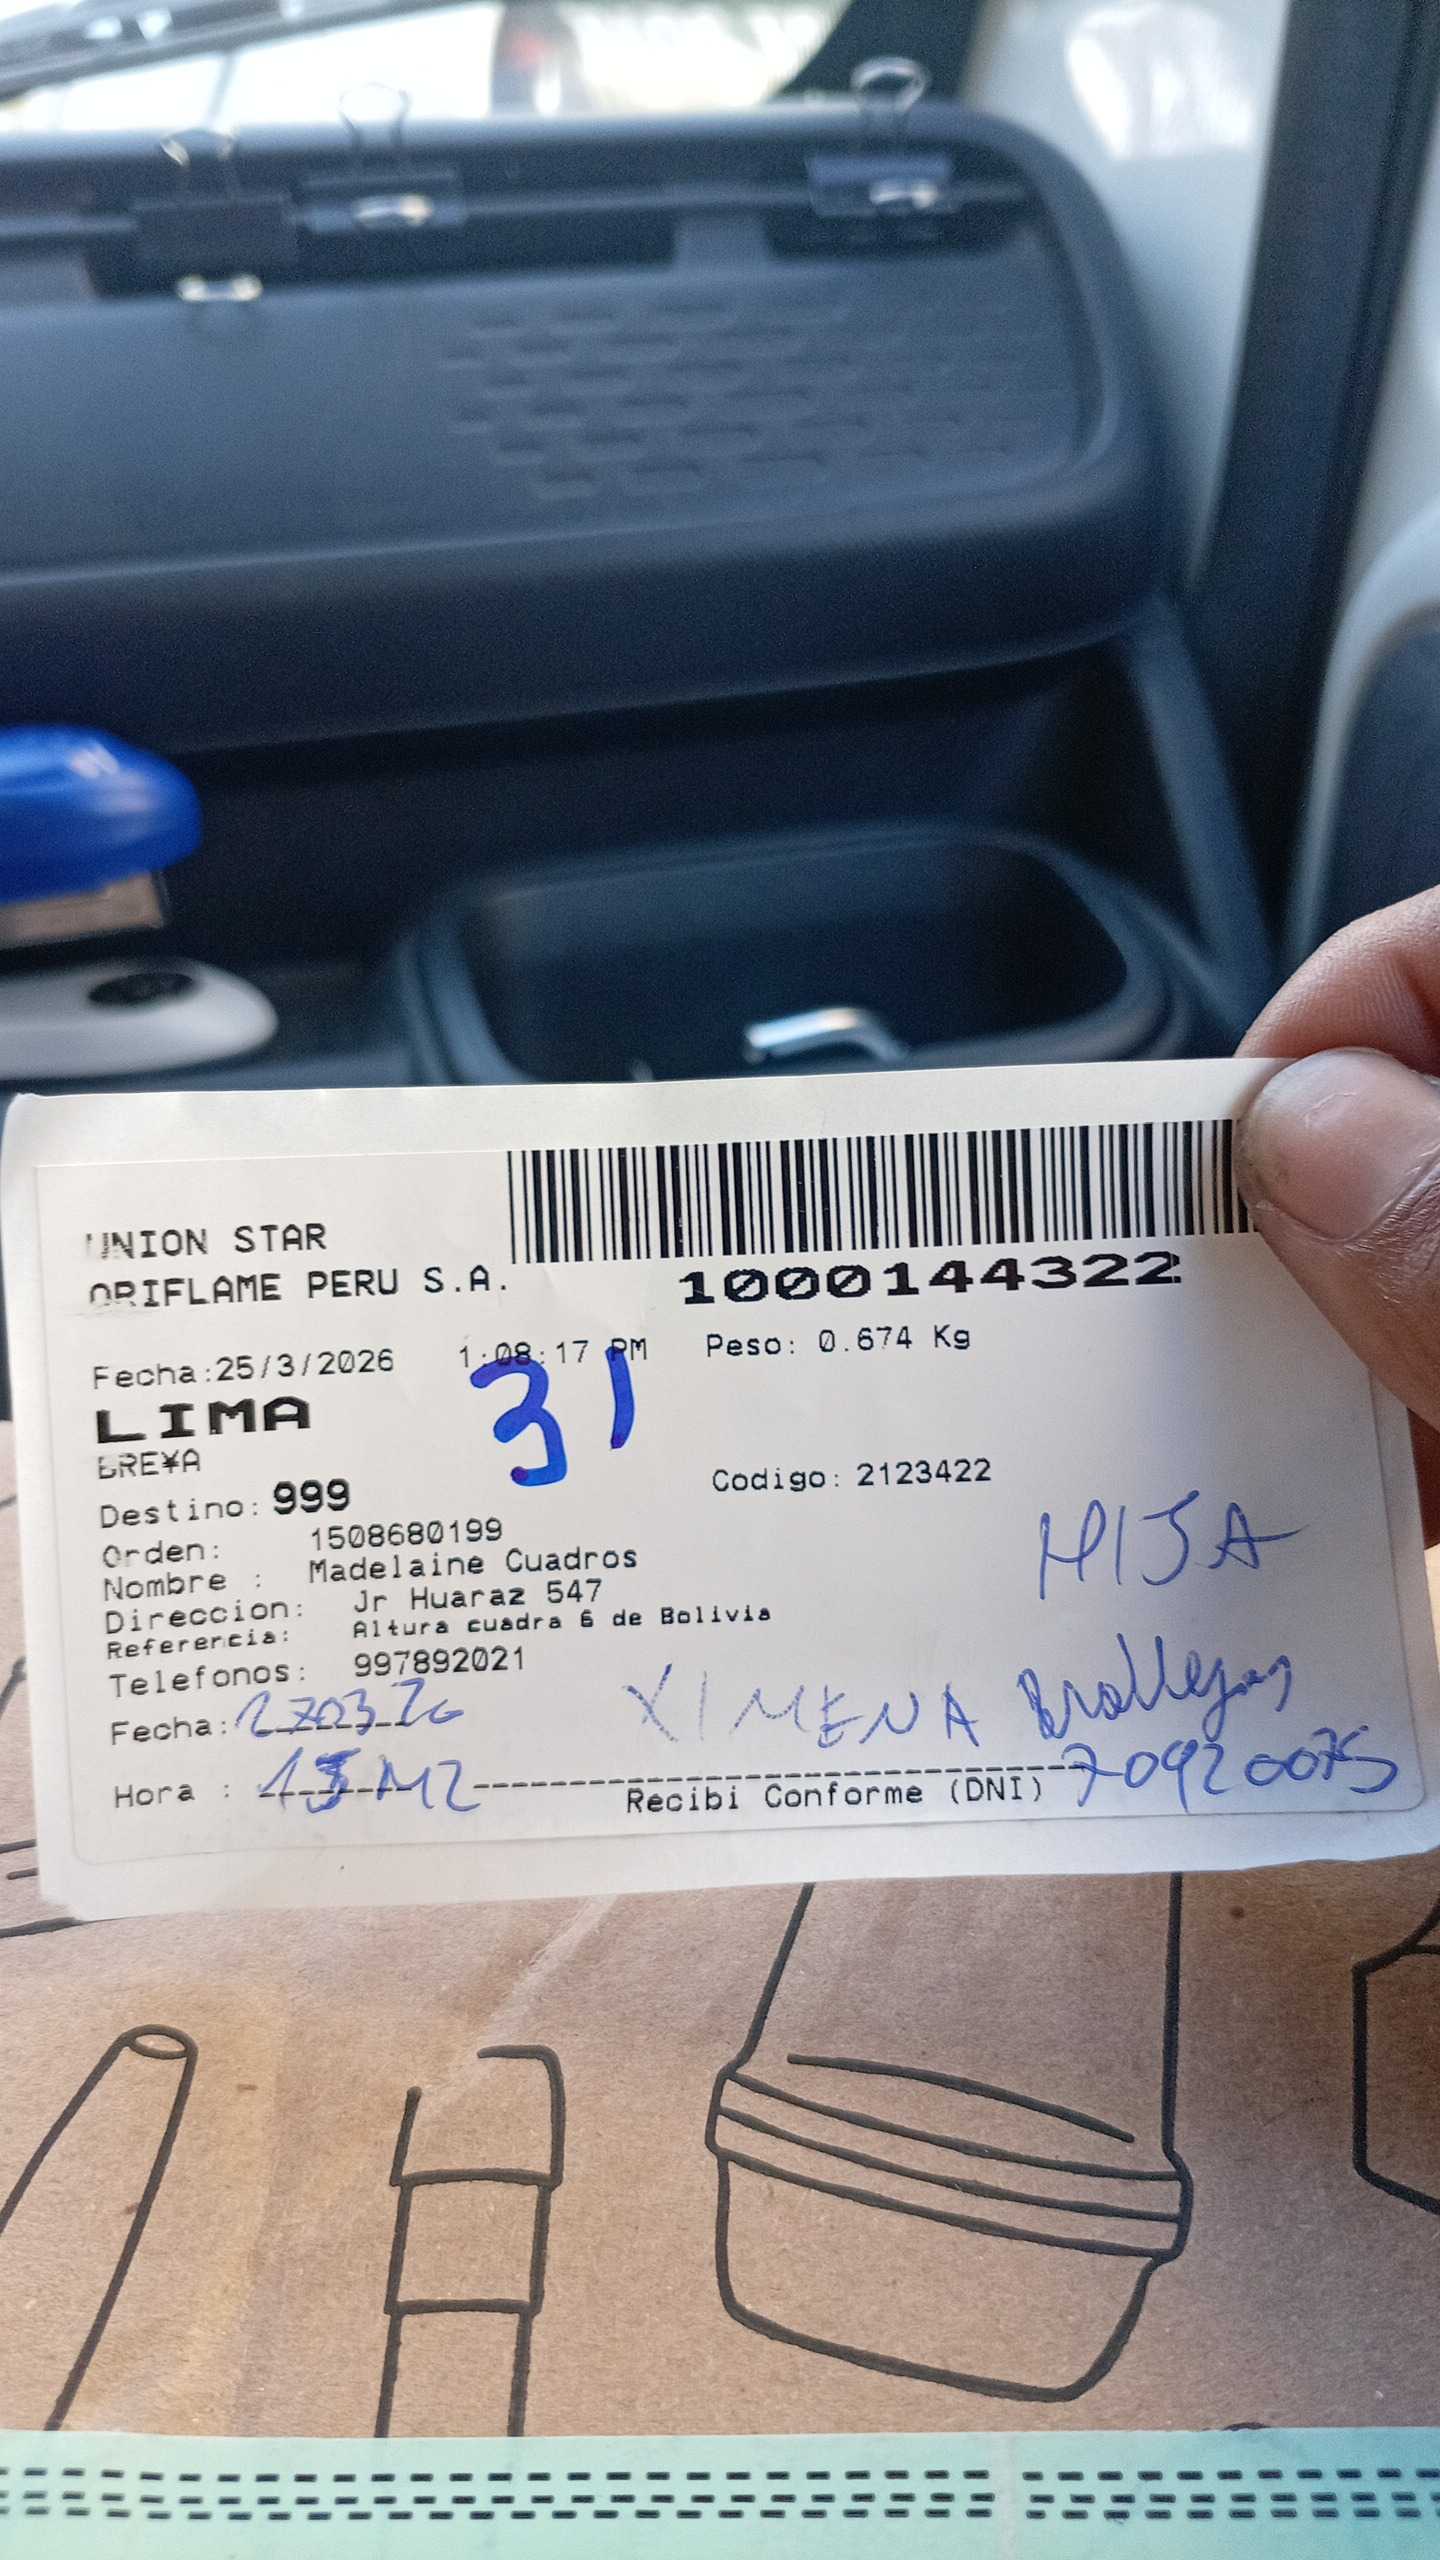 UNION STAR
ORIFLAME PERU S.A.
1000144322
Fecha:25/3/2026 1:08:17 PM Peso: 0.674 Kg
31
LIMA
BRE¥A
Destino: 999 Codigo: 2123422
Orden: 1508680199
Nombre : Madelaine Cuadros
HIJA
Direccion: Jr Huaraz 547
Referencia: Altura cuadra 6 de Bolivia
Telefonos: 997892021
XIMENA
Fecha:
Hora :
Recibi Conforme (DNI) 70920075